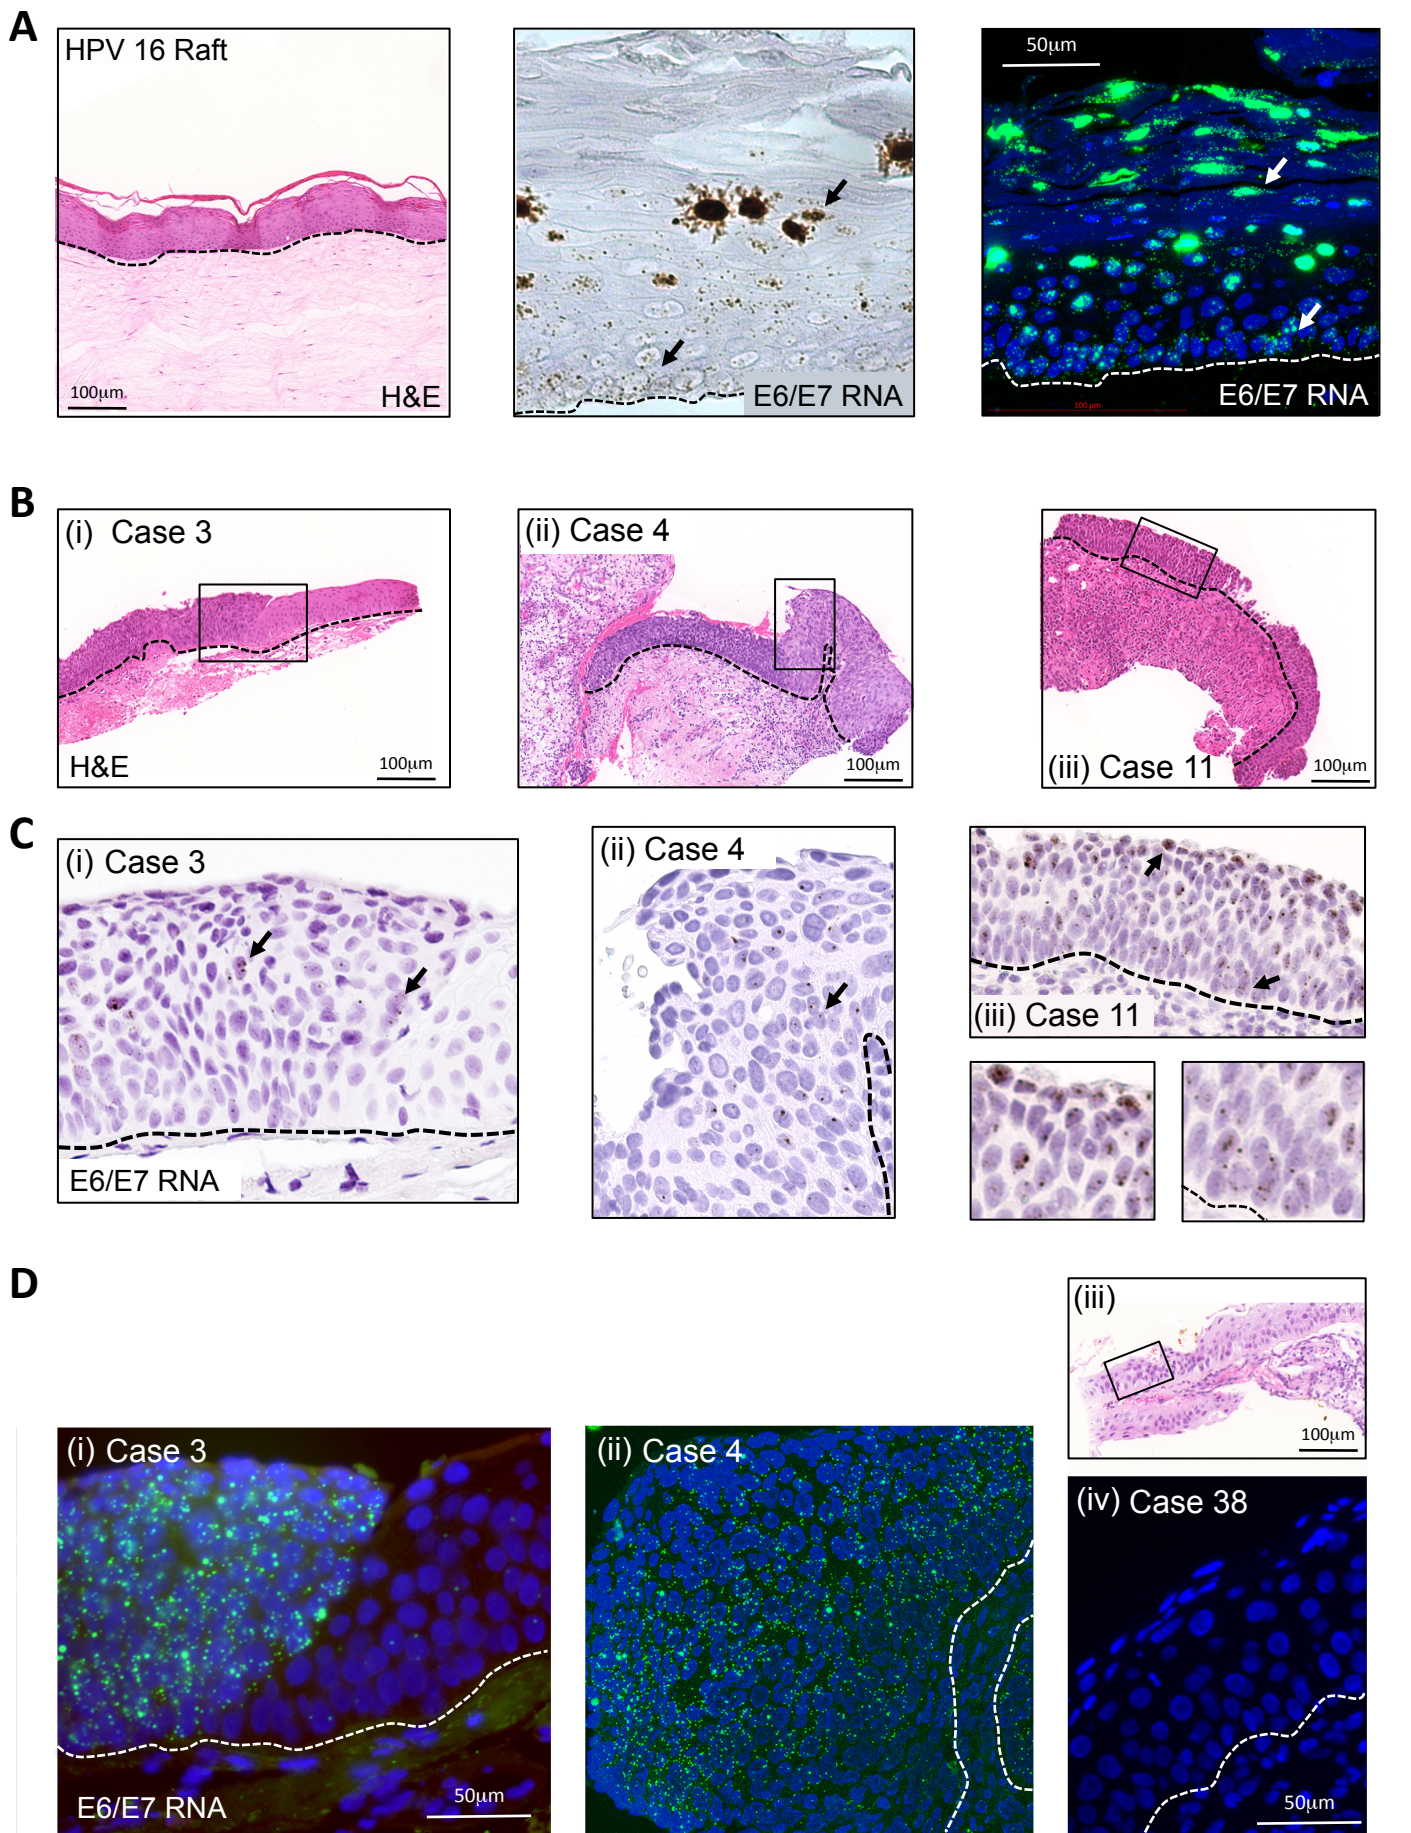 A
HPV 16 Raft
100μm
H&E
E6/E7 RNA
50μm
100 μm
E6/E7 RNA
B
(i) Case 3
H&E
100μm
(ii) Case 4
100μm
(iii) Case 11
100μm
C
(i) Case 3
E6/E7 RNA
(ii) Case 4
(iii) Case 11
D
(i) Case 3
E6/E7 RNA
50μm
(ii) Case 4
(iii)
100μm
(iv) Case 38
50μm